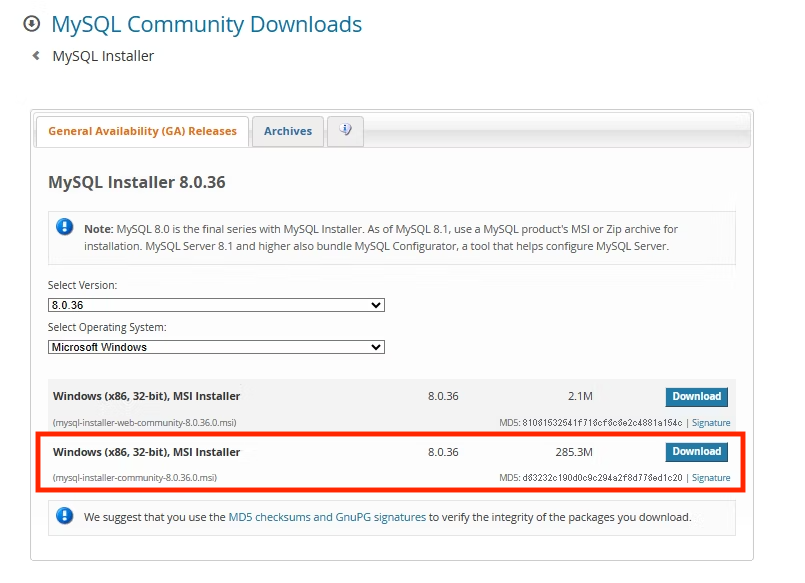 MySQL Community Downloads
MySQL Installer
General Availability (GA) Releases
Archives
MySQL Installer 8.0.36
Note: MySQL 8.0 is the final series with MySQL Installer. As of MySQL 8.1, use a MySQL product's MSI or Zip archive for
installation. MySQL Server 8.1 and higher also bundle MySQL Configurator, a tool that helps configure MySQL Server.
Select Version:
8.0.36
Select Operating System:
Microsoft Windows
Windows (x86, 32-bit), MSI Installer 8.0.36 2.1M Download
(mysql-installer-web-community-8.0.36.0.msi) MD5: 81061532541f716cf6c6e2c4881a154c | Signature
Windows (x86, 32-bit), MSI Installer 8.0.36 285.3M Download
(mysql-installer-community-8.0.36.0.msi) MD5: d63232c190d0c9c294a2f8d776ed1c20 | Signature
We suggest that you use the MD5 checksums and GnuPG signatures to verify the integrity of the packages you download.